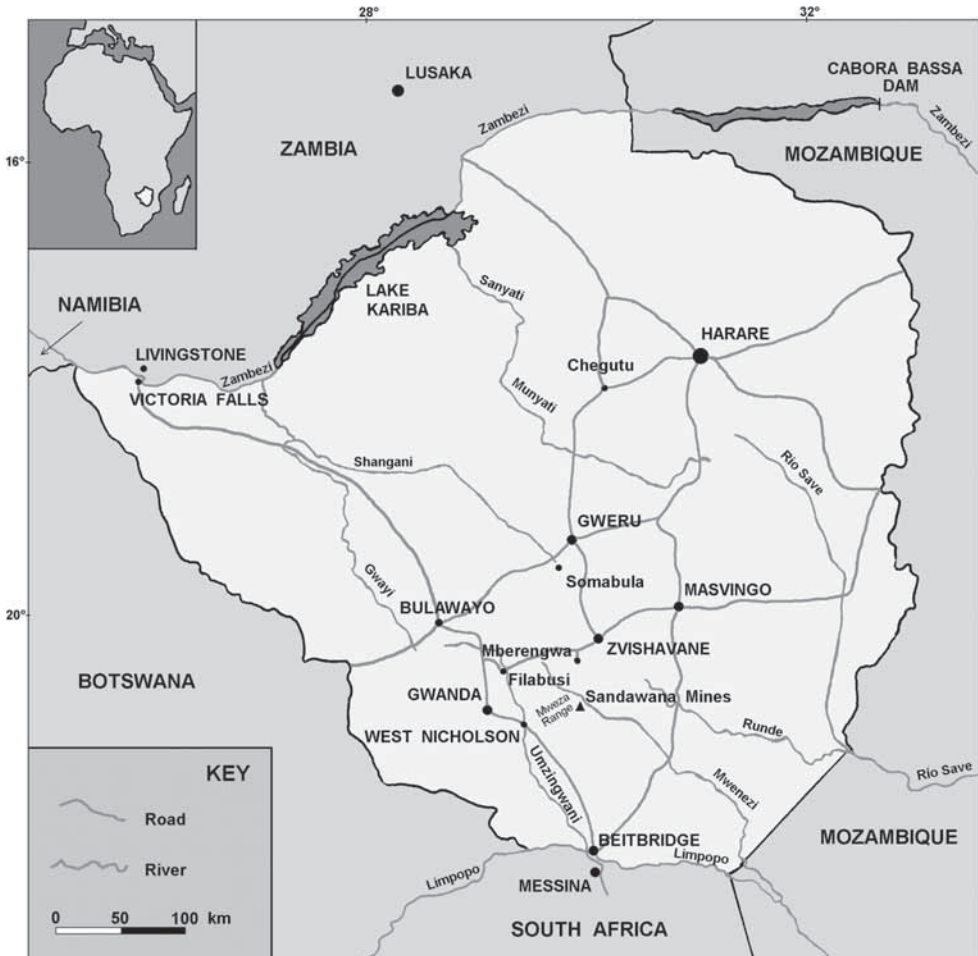 28°
32°
LUSAKA
CABORA BASSA
DAM
Zambezi
Zambezi
ZAMBIA
MOZAMBIQUE
16°
LAKE
KARIBA
Sanyati
NAMIBIA
HARARE
LIVINGSTONE
Chegutu
Zambezi
VICTORIA FALLS
Munyati
Shangani
Rio Save
GWERU
Gwayi
Somabula
MASVINGO
BULAWAYO
20°
Mberengwa
ZVISHAVANE
Filabusi
BOTSWANA
GWANDA
Mweza
Range
Sandawana Mines
WEST NICHOLSON
Runde
Umzingwani
Mwenezi
Rio Save
KEY
Road
River
0 50 100 km
BEITBRIDGE
MOZAMBIQUE
Limpopo
Limpopo
MESSINA
SOUTH AFRICA